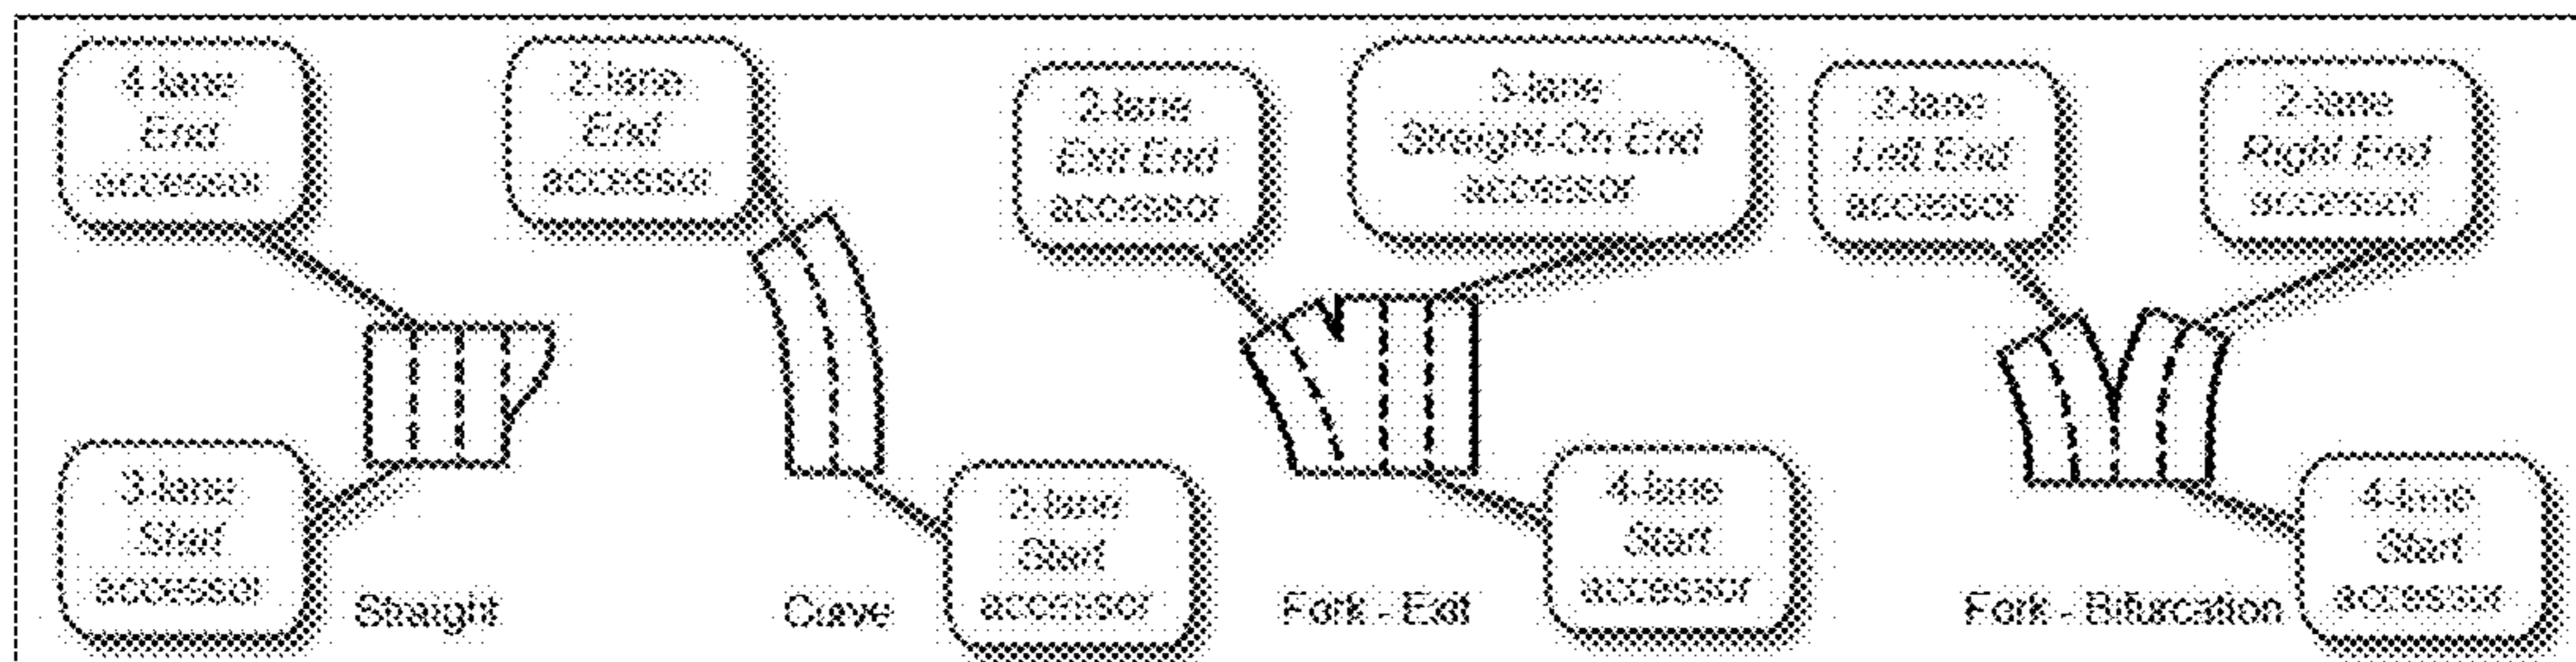 4-lane
End
accessor
2-lane
End
accessor
2-lane
Exit End
accessor
3-lane
Straight-On End
accessor
2-lane
Left End
accessor
2-lane
Right End
accessor
3-lane
Start
accessor
Straight
Curve
2-lane
Start
accessor
Fork - Exit
4-lane
Start
accessor
Fork - Bifurcation
4-lane
Start
accessor